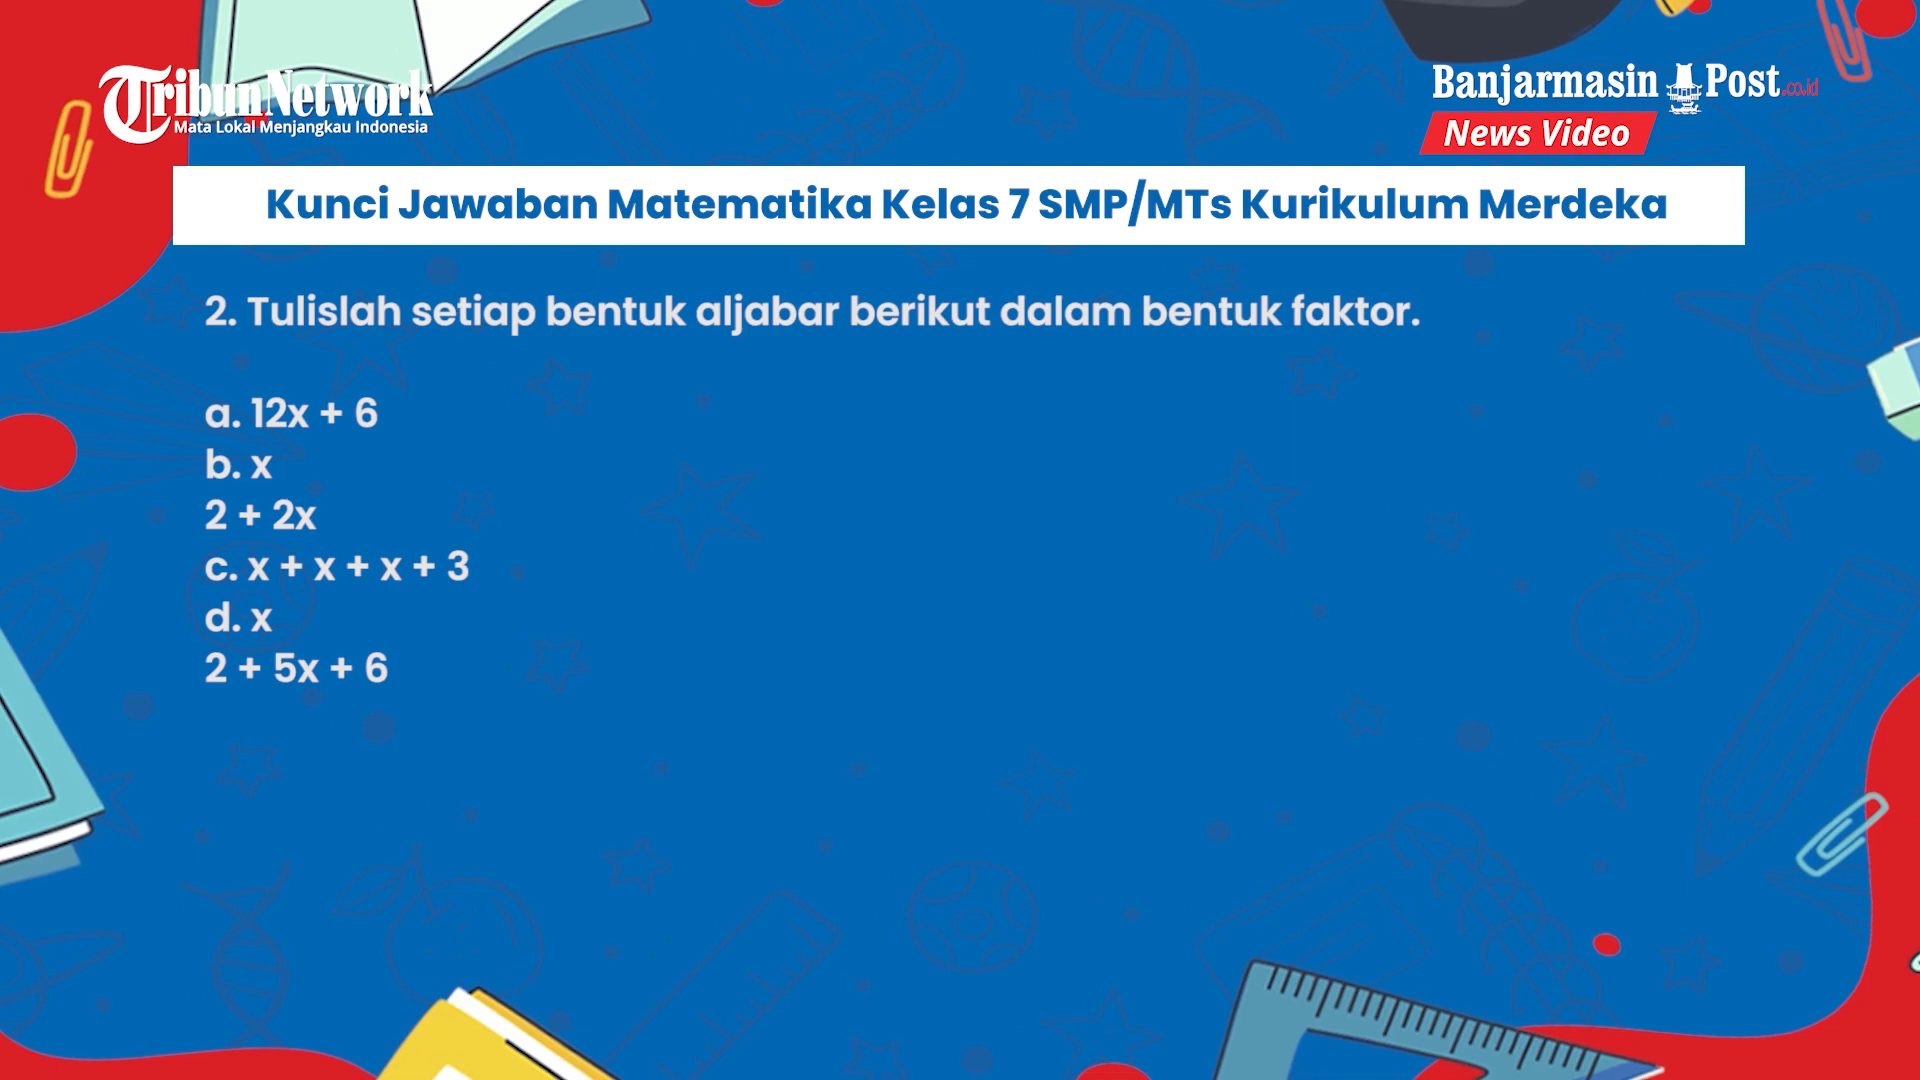 TribunNetwork
Mata Lokal Menjangkau Indonesia
Banjarmasin Post.co.id
News Video
Kunci Jawaban Matematika Kelas 7 SMP/MTs Kurikulum Merdeka
2. Tulislah setiap bentuk aljabar berikut dalam bentuk faktor.
a. 12x + 6
b. x
2 + 2x
c. x + x + x + 3
d. x
2 + 5x + 6